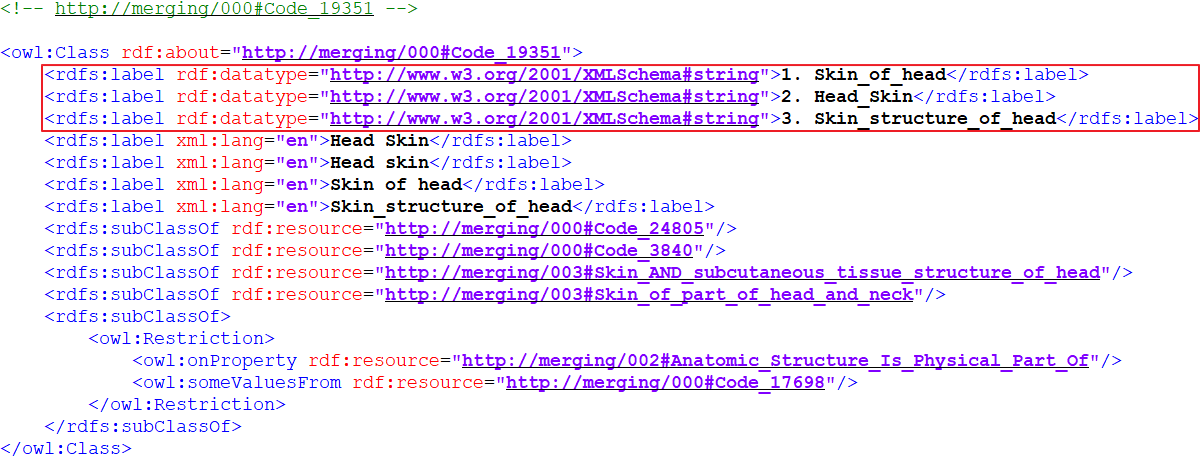 <!-- http://merging/000#Code_19351 -->
<owl:Class rdf:about="http://merging/000#Code_19351">
<rdfs:label rdf:datatype="http://www.w3.org/2001/XMLSchema#string">1. Skin_of_head</rdfs:label>
<rdfs:label rdf:datatype="http://www.w3.org/2001/XMLSchema#string">2. Head_Skin</rdfs:label>
<rdfs:label rdf:datatype="http://www.w3.org/2001/XMLSchema#string">3. Skin_structure_of_head</rdfs:label>
<rdfs:label xml:lang="en">Head Skin</rdfs:label>
<rdfs:label xml:lang="en">Head skin</rdfs:label>
<rdfs:label xml:lang="en">Skin of head</rdfs:label>
<rdfs:label xml:lang="en">Skin_structure_of_head</rdfs:label>
<rdfs:subClassOf rdf:resource="http://merging/000#Code_24805"/>
<rdfs:subClassOf rdf:resource="http://merging/000#Code_3840"/>
<rdfs:subClassOf rdf:resource="http://merging/003#Skin_AND_subcutaneous_tissue_structure_of_head"/>
<rdfs:subClassOf rdf:resource="http://merging/003#Skin_of_part_of_head_and_neck"/>
<rdfs:subClassOf>
<owl:Restriction>
<owl:onProperty rdf:resource="http://merging/002#Anatomic_Structure_Is_Physical_Part_Of"/>
<owl:someValuesFrom rdf:resource="http://merging/000#Code_17698"/>
</owl:Restriction>
</rdfs:subClassOf>
</owl:Class>